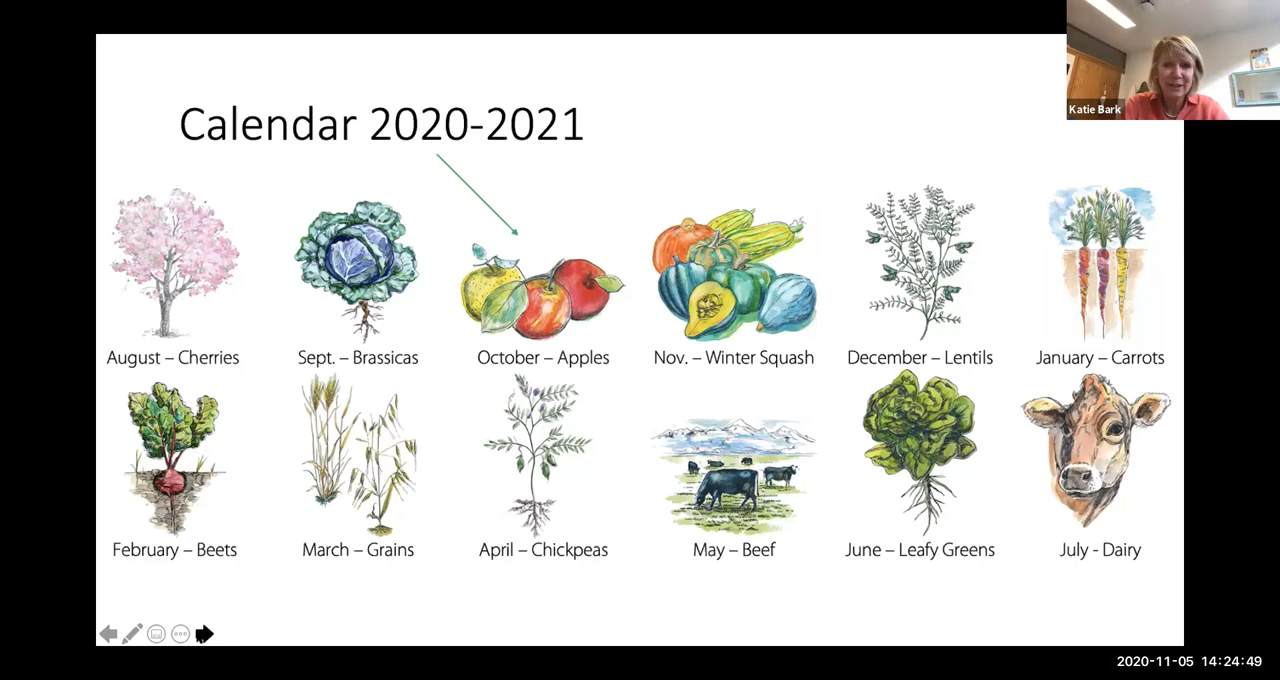 Katie Bark
Calendar 2020-2021
August – Cherries
Sept. – Brassicas
October – Apples
Nov. – Winter Squash
December – Lentils
January – Carrots
February – Beets
March – Grains
April – Chickpeas
May – Beef
June – Leafy Greens
July - Dairy
2020-11-05 14:24:49